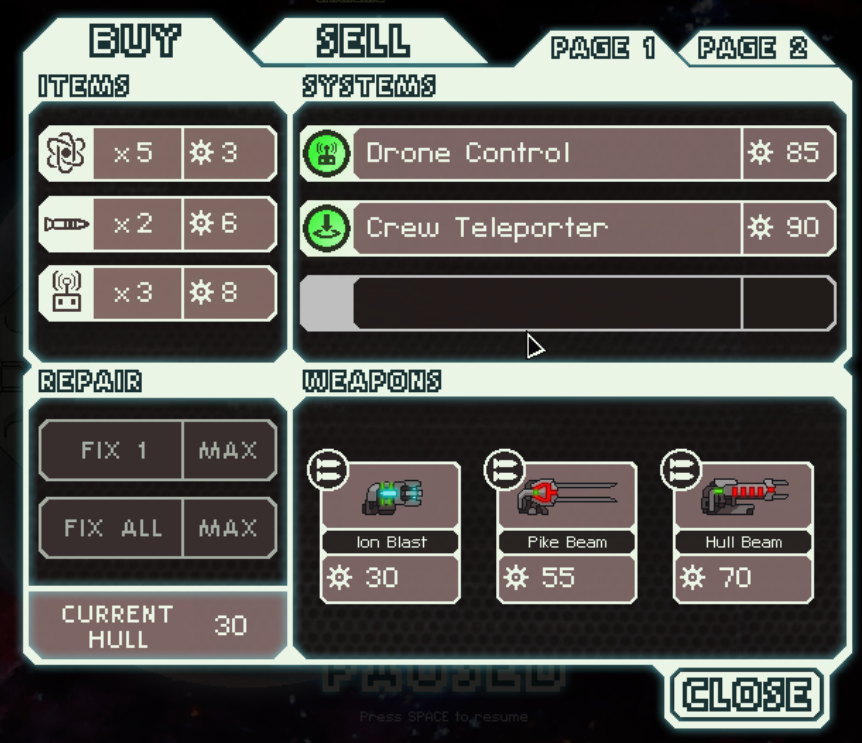 BUY
SELL
PAGE 1
PAGE 2
ITEMS
x5 3
x2 6
x3 8
SYSTEMS
Drone Control 85
Crew Teleporter 90
REPAIR
FIX 1 MAX
FIX ALL MAX
CURRENT
HULL
30
WEAPONS
Ion Blast
30
Pike Beam
55
Hull Beam
70
PAUSED
Press SPACE to resume
CLOSE